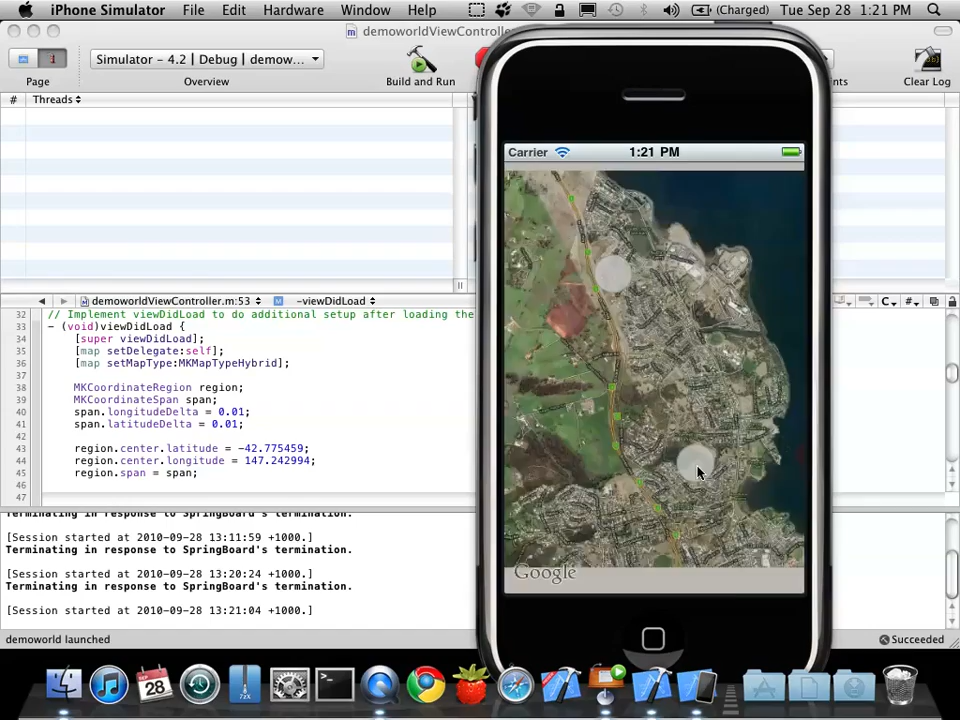 iPhone Simulator File Edit Hardware Window Help (Charged) Tue Sep 28 1:21 PM
demoworldViewController
Simulator - 4.2 | Debug | demow...
Page Overview Build and Run Clear Log
# Threads
Carrier 1:21 PM
demoworldViewController.m:53 -viewDidLoad C #
32 // Implement viewDidLoad to do additional setup after loading the
33 - (void)viewDidLoad {
34 [super viewDidLoad];
35 [map setDelegate:self];
36 [map setMapType:MKMapTypeHybrid];
37
38 MKCoordinateRegion region;
39 MKCoordinateSpan span;
40 span.longitudeDelta = 0.01;
41 span.latitudeDelta = 0.01;
42
43 region.center.latitude = -42.775459;
44 region.center.longitude = 147.242994;
45 region.span = span;
46
47
Terminating in response to SpringBoard's termination.
[Session started at 2010-09-28 13:11:59 +1000.]
Terminating in response to SpringBoard's termination.
[Session started at 2010-09-28 13:20:24 +1000.]
Terminating in response to SpringBoard's termination.
[Session started at 2010-09-28 13:21:04 +1000.]
Google
demoworld launched Succeeded
SEP
28
7zX